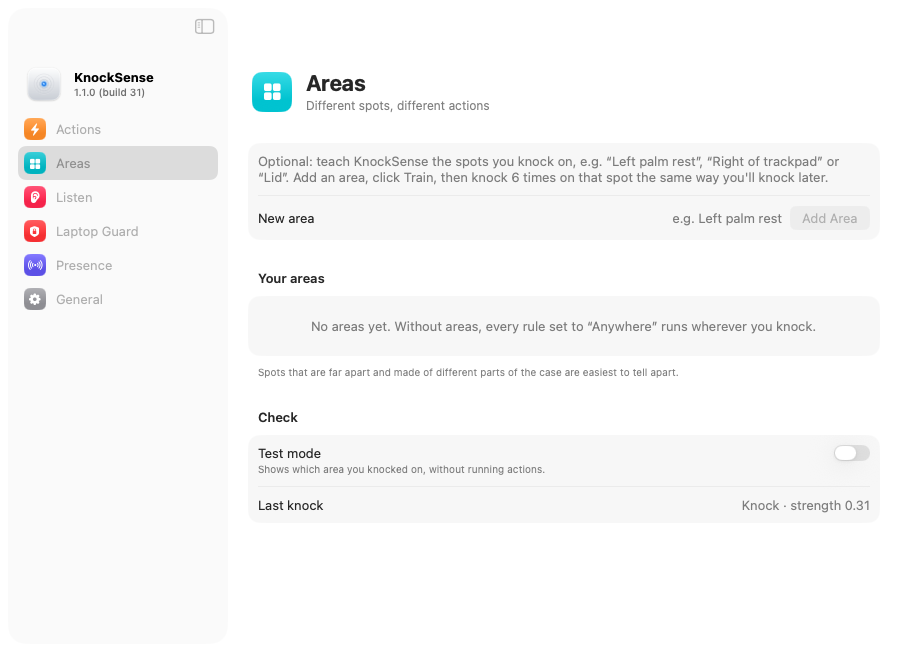 KnockSense
1.1.0 (build 31)
Actions
Areas
Listen
Laptop Guard
Presence
General
Areas
Different spots, different actions
Optional: teach KnockSense the spots you knock on, e.g. “Left palm rest”, “Right of trackpad” or
“Lid”. Add an area, click Train, then knock 6 times on that spot the same way you'll knock later.
New area
e.g. Left palm rest
Add Area
Your areas
No areas yet. Without areas, every rule set to “Anywhere” runs wherever you knock.
Spots that are far apart and made of different parts of the case are easiest to tell apart.
Check
Test mode
Shows which area you knocked on, without running actions.
Last knock
Knock · strength 0.31